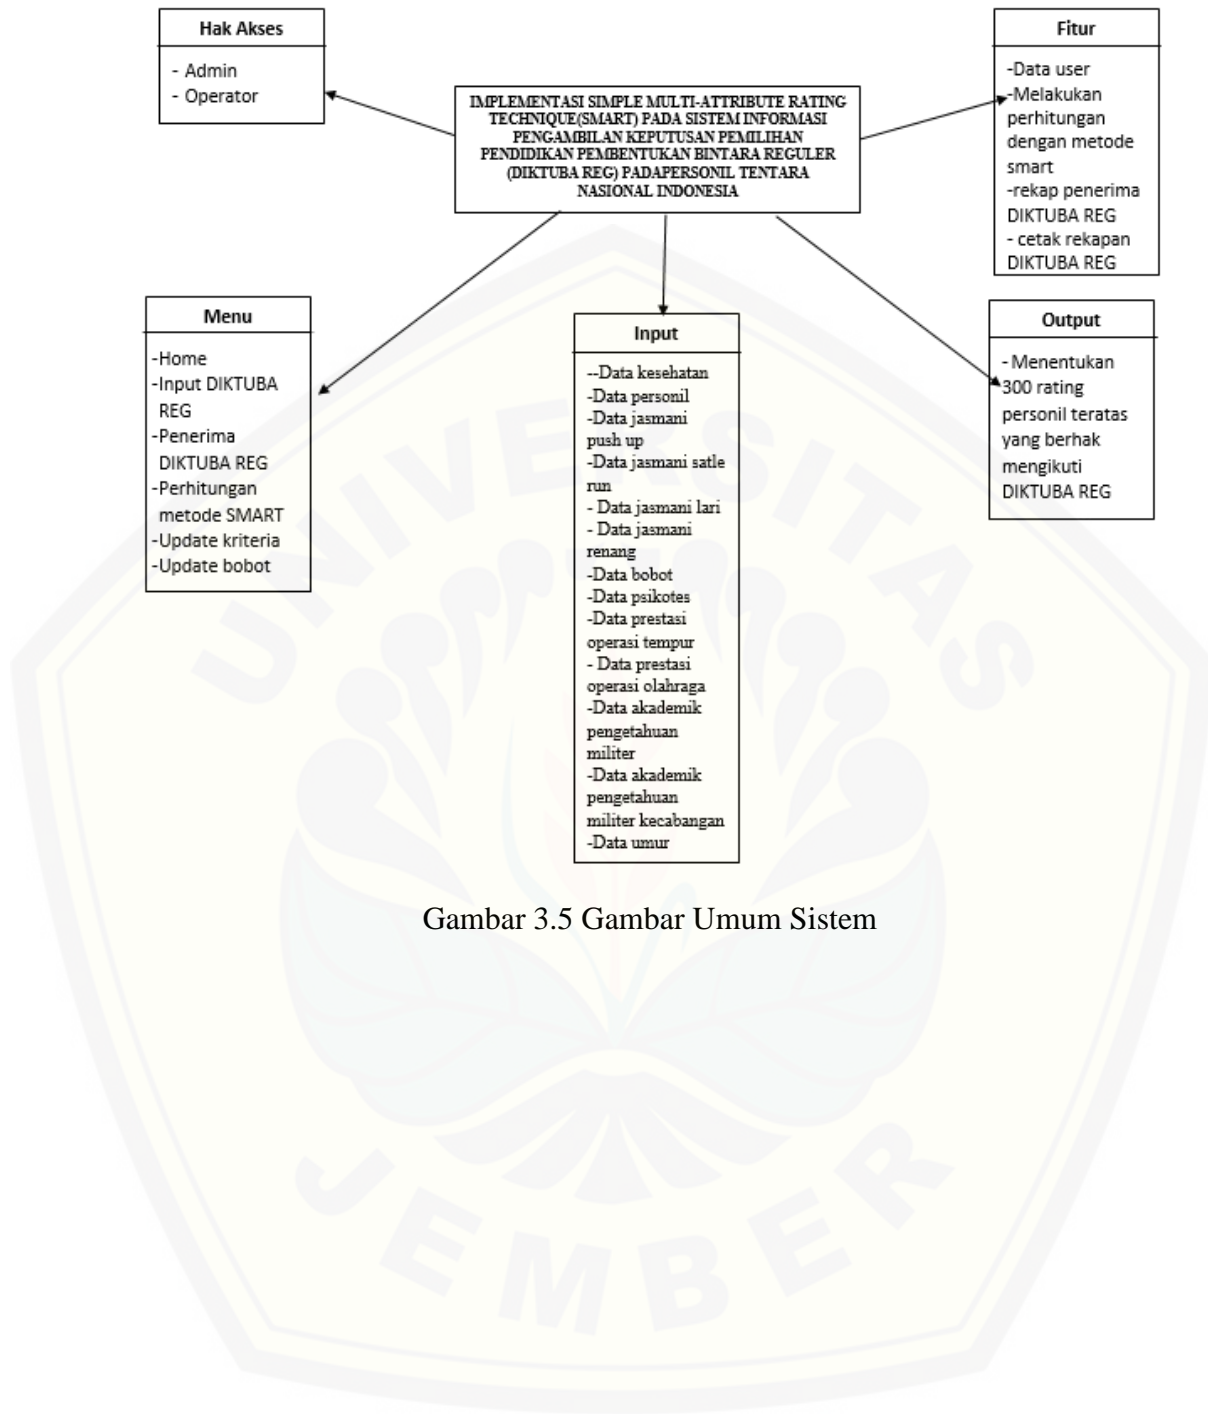 Hak Akses
- Admin
- Operator
IMPLEMENTASI SIMPLE MULTI-ATTRIBUTE RATING
TECHNIQUE(SMART) PADA SISTEM INFORMASI
PENGAMBILAN KEPUTUSAN PEMILIHAN
PENDIDIKAN PEMBENTUKAN BINTARA REGULER
(DIKTUBA REG) PADAPERSONIL TENTARA
NASIONAL INDONESIA
Fitur
-Data user
-Melakukan
perhitungan
dengan metode
smart
-rekap penerima
DIKTUBA REG
- cetak rekapan
DIKTUBA REG
Menu
-Home
-Input DIKTUBA
REG
-Penerima
DIKTUBA REG
-Perhitungan
metode SMART
-Update kriteria
-Update bobot
Input
--Data kesehatan
-Data personil
-Data jasmani
push up
-Data jasmani satle
run
- Data jasmani lari
- Data jasmani
renang
-Data bobot
-Data psikotes
-Data prestasi
operasi tempur
- Data prestasi
operasi olahraga
-Data akademik
pengetahuan
militer
-Data akademik
pengetahuan
militer kecabangan
-Data umur
Output
- Menentukan
300 rating
personil teratas
yang berhak
mengikuti
DIKTUBA REG
Gambar 3.5 Gambar Umum Sistem
UNIVERSITAS
JEMBER